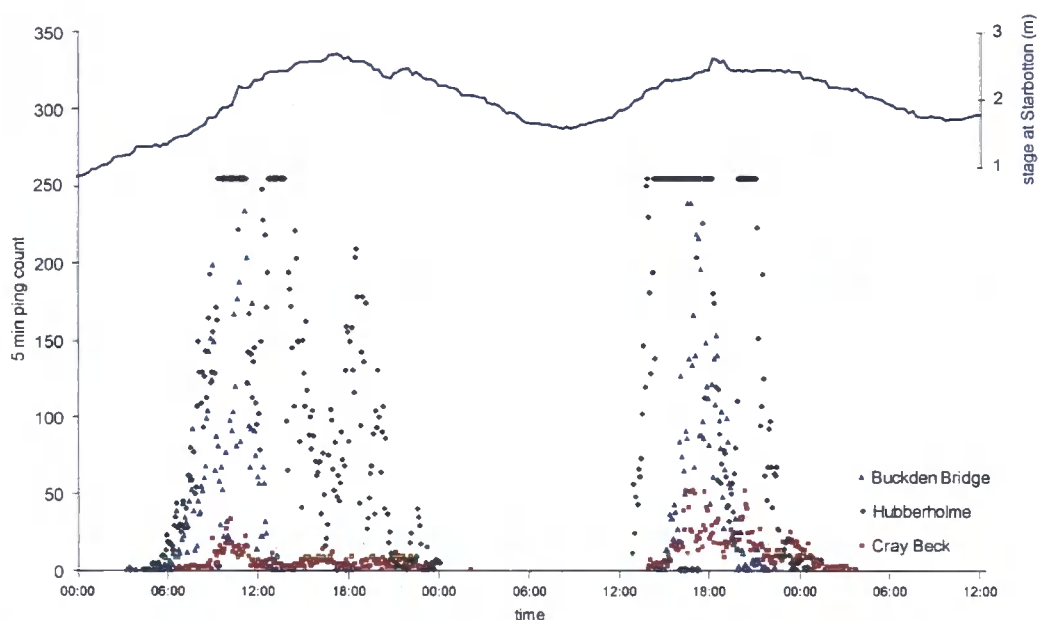 350
300
250
200
150
100
50
0
5 min ping count
3
2
1
stage at Starbotton (m)
Buckden Bridge
Hubberholme
Cray Beck
00:00 06:00 12:00 18:00 00:00 06:00 12:00 18:00 00:00 06:00 12:00
time